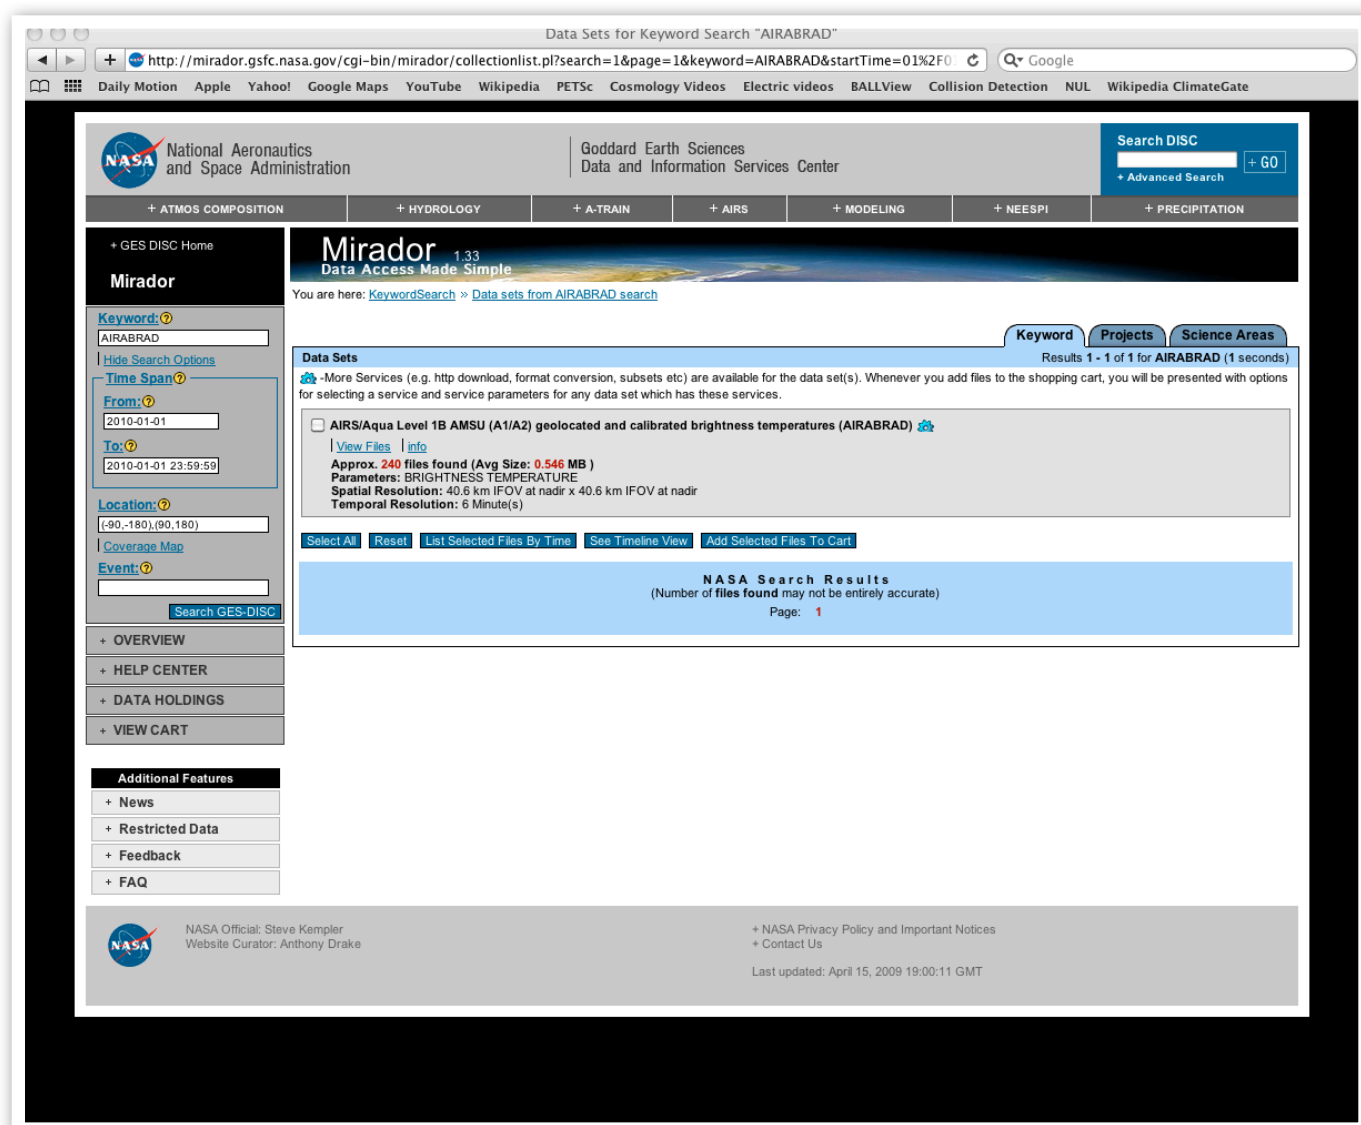 Data Sets for Keyword Search "AIRABRAD"
http://mirador.gsfc.nasa.gov/cgi-bin/mirador/collectionlist.pl?search=1&page=1&keyword=AIRABRAD&startTime=01%2F0
Google
Daily Motion Apple Yahoo! Google Maps YouTube Wikipedia PETSc Cosmology Videos Electric videos BALLView Collision Detection NUL Wikipedia ClimateGate
NASA
National Aeronautics
and Space Administration
Goddard Earth Sciences
Data and Information Services Center
Search DISC
+ GO
+ Advanced Search
+ ATMOS COMPOSITION + HYDROLOGY + A-TRAIN + AIRS + MODELING + NEESPI + PRECIPITATION
+ GES DISC Home
Mirador
Keyword:?
AIRABRAD
Hide Search Options
Time Span?
From:?
2010-01-01
To:?
2010-01-01 23:59:59
Location:?
(-90,-180),(90,180)
Coverage Map
Event:?
Search GES-DISC
+ OVERVIEW
+ HELP CENTER
+ DATA HOLDINGS
+ VIEW CART
Additional Features
+ News
+ Restricted Data
+ Feedback
+ FAQ
Mirador 1.33
Data Access Made Simple
You are here: KeywordSearch » Data sets from AIRABRAD search
Keyword Projects Science Areas
Data Sets Results 1 - 1 of 1 for AIRABRAD (1 seconds)
-More Services (e.g. http download, format conversion, subsets etc) are available for the data set(s). Whenever you add files to the shopping cart, you will be presented with options
for selecting a service and service parameters for any data set which has these services.
AIRS/Aqua Level 1B AMSU (A1/A2) geolocated and calibrated brightness temperatures (AIRABRAD)
View Files info
Approx. 240 files found (Avg Size: 0.546 MB )
Parameters: BRIGHTNESS TEMPERATURE
Spatial Resolution: 40.6 km IFOV at nadir x 40.6 km IFOV at nadir
Temporal Resolution: 6 Minute(s)
Select All Reset List Selected Files By Time See Timeline View Add Selected Files To Cart
NASA Search Results
(Number of files found may not be entirely accurate)
Page: 1
NASA
NASA Official: Steve Kempler
Website Curator: Anthony Drake
+ NASA Privacy Policy and Important Notices
+ Contact Us
Last updated: April 15, 2009 19:00:11 GMT